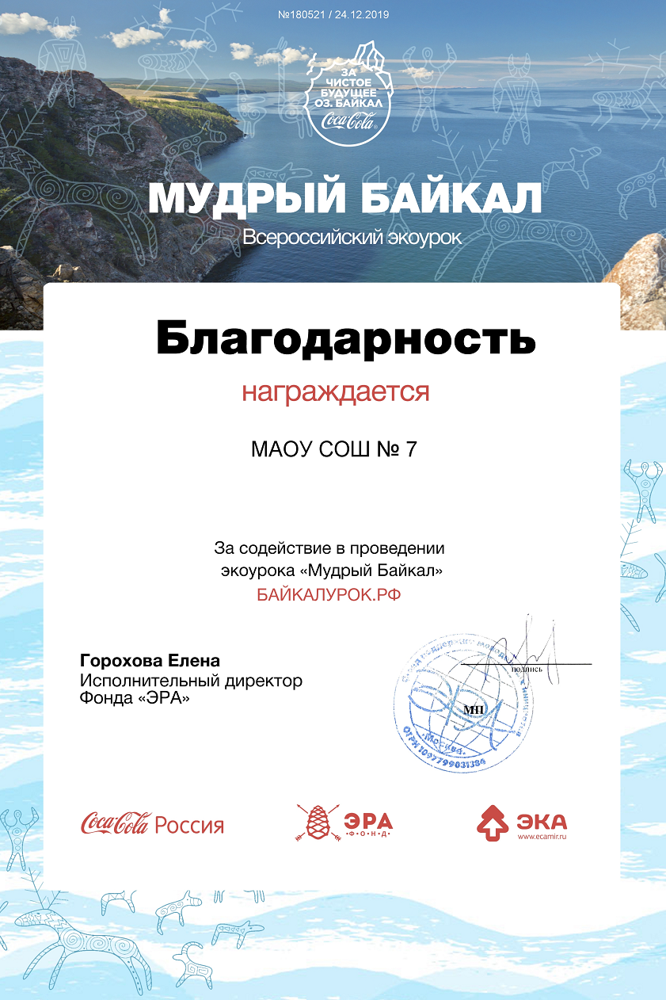 №180521 / 24.12.2019
ЗА
ЧИСТОЕ
БУДУЩЕЕ
ОЗ. БАЙКАЛ
Coca-Cola
МУДРЫЙ БАЙКАЛ
Всероссийский экоурок
Благодарность
награждается
МАОУ СОШ № 7
За содействие в проведении
экоурока «Мудрый Байкал»
БАЙКАЛУРОК.РФ
Горохова Елена
Исполнительный директор
Фонда «ЭРА»
подпись
МП
ЭРА
Москва
ОГРН 1097799031384
Coca-Cola Россия
ЭРА
ФОНД
ЭКА
www.ecamir.ru